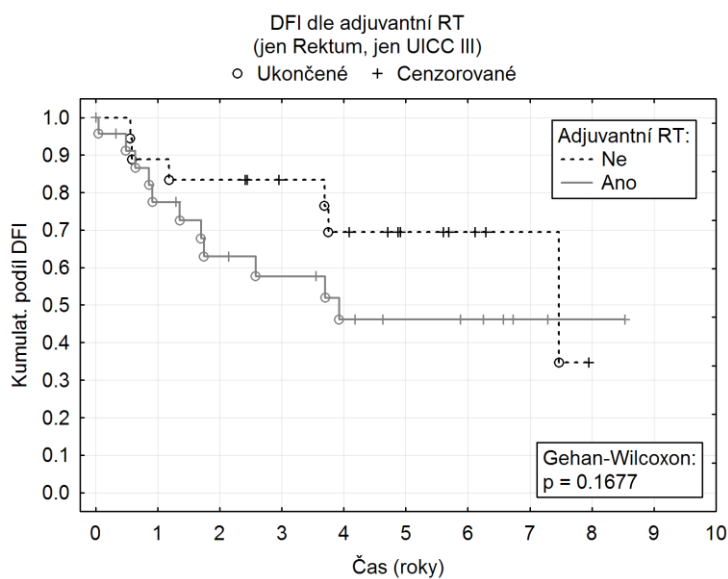 DFI dle adjuvantní RT
(jen Rektum, jen UICC III)
Ukončené + Cenzorované
1.0
0.9
0.8
0.7
0.6
0.5
0.4
0.3
0.2
0.1
0.0
Kumulat. podíl DFI
Adjuvantní RT:
Ne
Ano
Gehan-Wilcoxon:
p = 0.1677
0 1 2 3 4 5 6 7 8 9 10
Čas (roky)